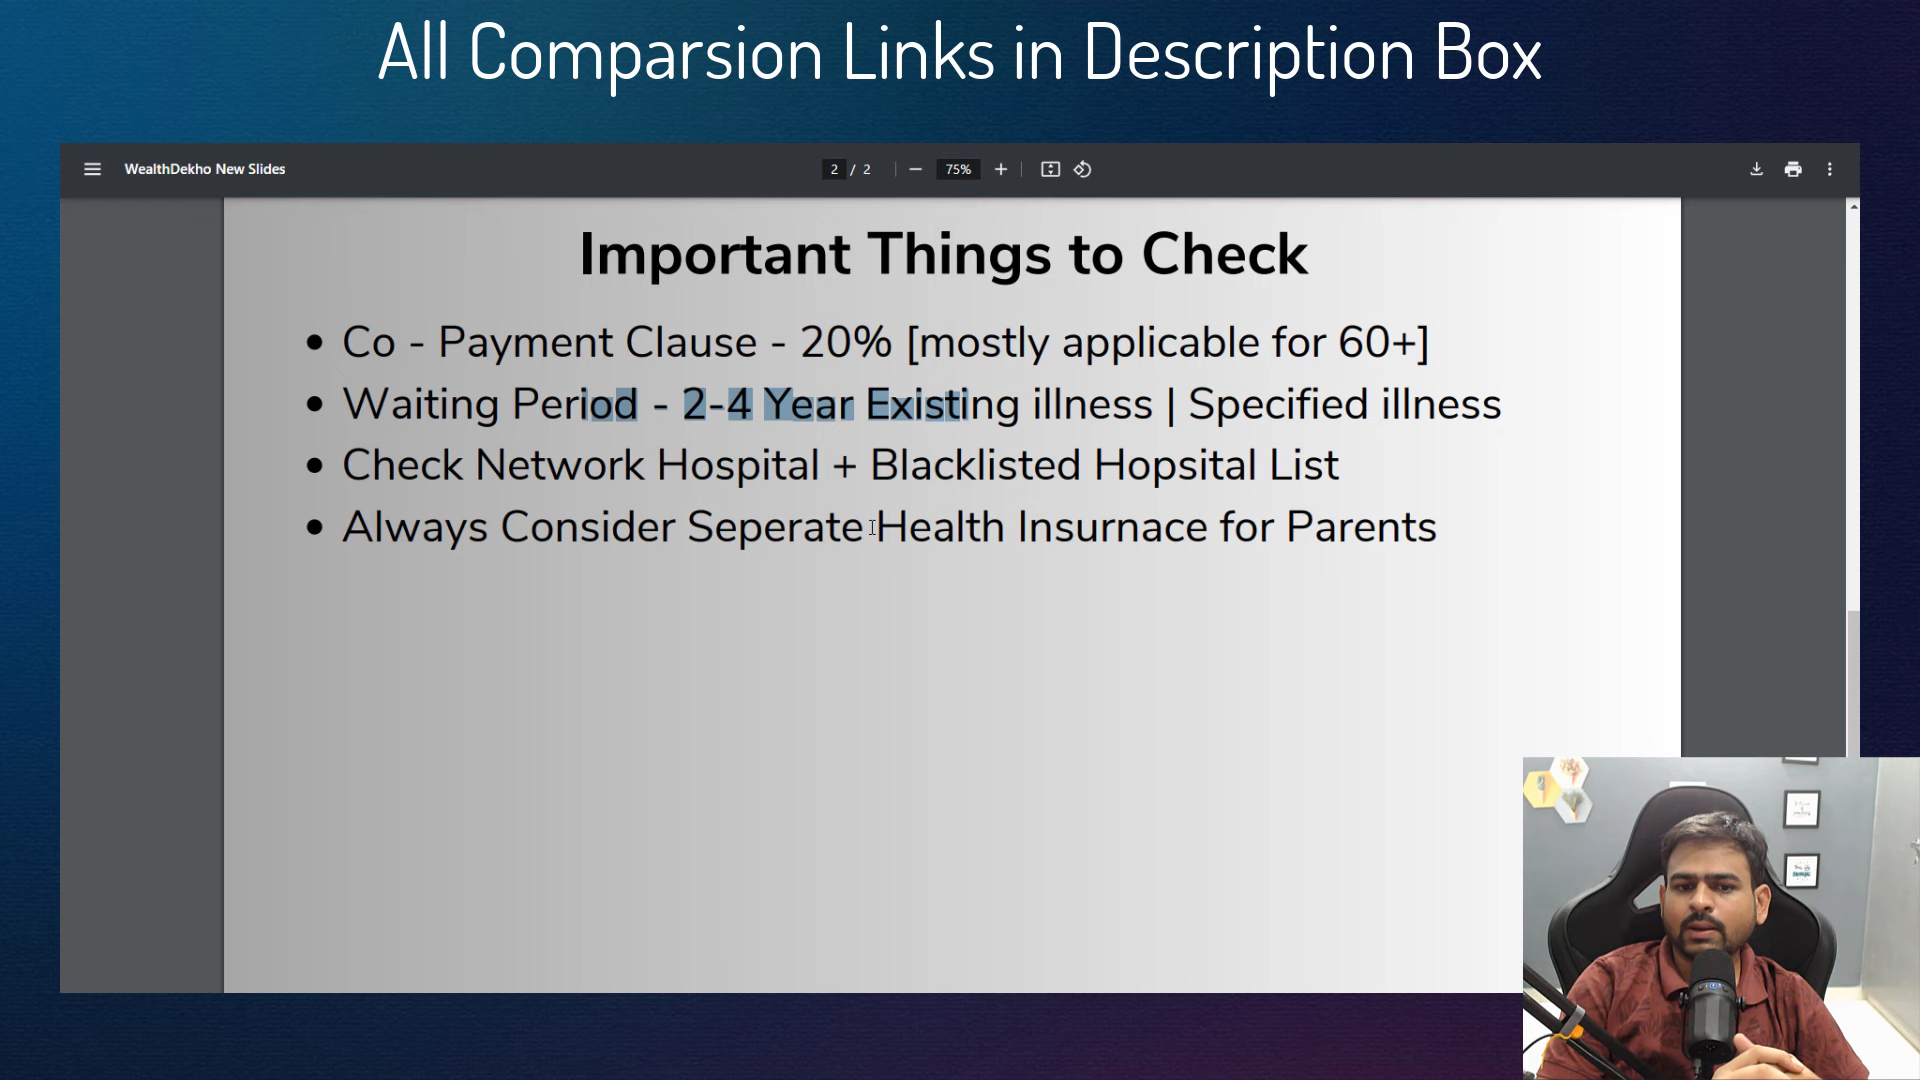 All Comparsion Links in Description Box
WealthDekho New Slides
2 / 2
75%
Important Things to Check
• Co - Payment Clause - 20% [mostly applicable for 60+]
• Waiting Period - 2-4 Year Existing illness | Specified illness
• Check Network Hospital + Blacklisted Hopsital List
• Always Consider Seperate Health Insurnace for Parents